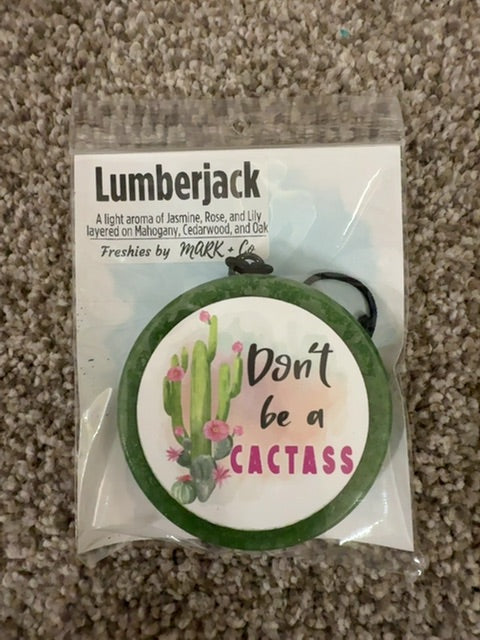 Lumberjack
A light aroma of Jasmine, Rose, and Lily
layered on Mahogany, Cedarwood, and Oak
Freshies by MARK + Co
Don't
be a
CACTASS